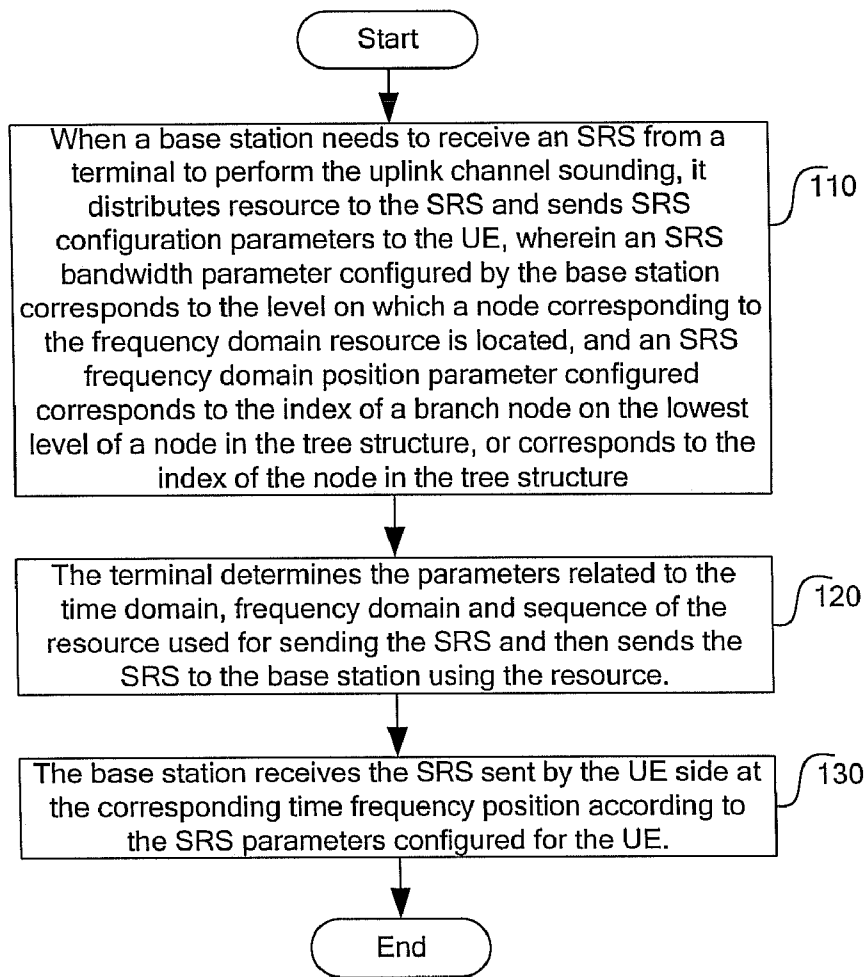 Start
When a base station needs to receive an SRS from a
terminal to perform the uplink channel sounding, it
distributes resource to the SRS and sends SRS
configuration parameters to the UE, wherein an SRS
bandwidth parameter configured by the base station
corresponds to the level on which a node corresponding to
the frequency domain resource is located, and an SRS
frequency domain position parameter configured
corresponds to the index of a branch node on the lowest
level of a node in the tree structure, or corresponds to the
index of the node in the tree structure
110
The terminal determines the parameters related to the
time domain, frequency domain and sequence of the
resource used for sending the SRS and then sends the
SRS to the base station using the resource.
120
The base station receives the SRS sent by the UE side at
the corresponding time frequency position according to
the SRS parameters configured for the UE.
130
End